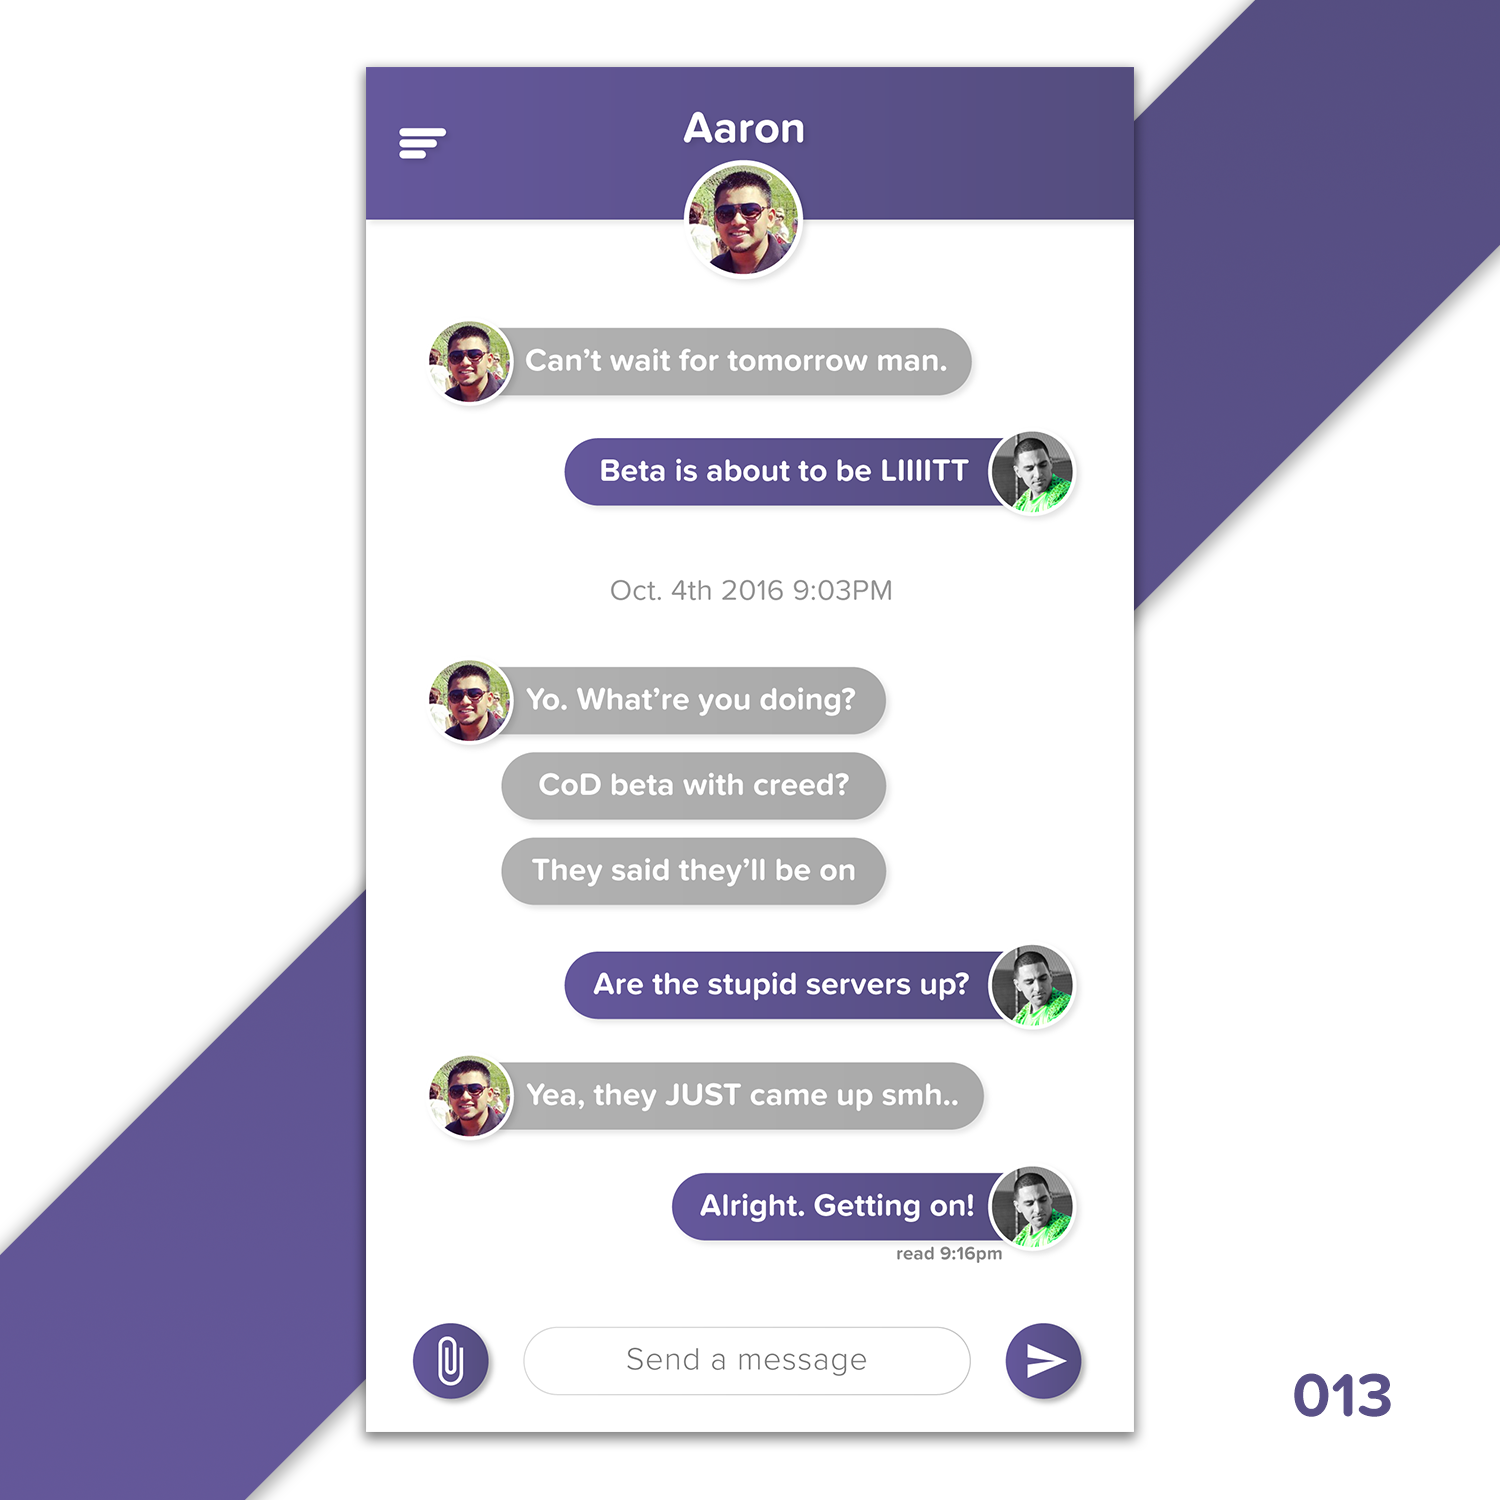 Aaron
Can’t wait for tomorrow man.
Beta is about to be LIIIITT
Oct. 4th 2016 9:03PM
Yo. What’re you doing?
CoD beta with creed?
They said they’ll be on
Are the stupid servers up?
Yea, they JUST came up smh..
Alright. Getting on!
read 9:16pm
Send a message
013